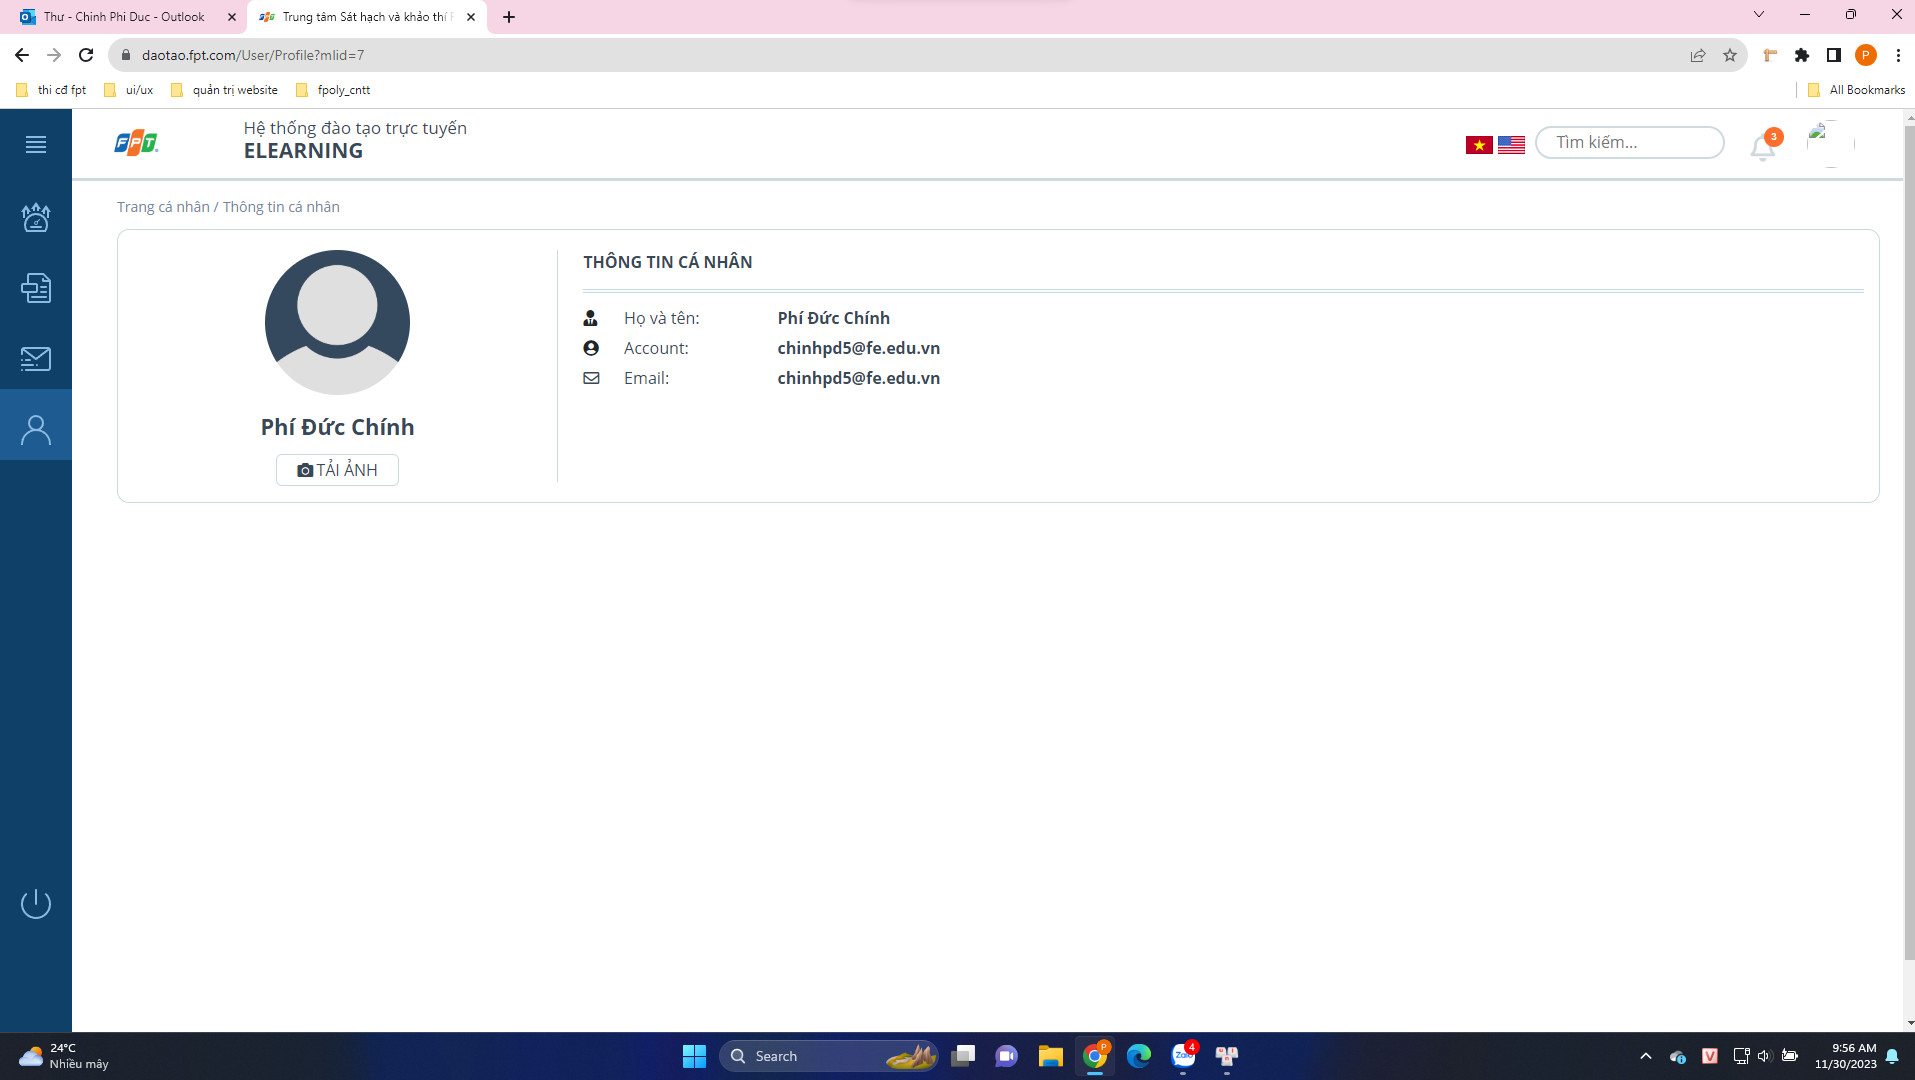 Thư - Chinh Phi Duc - Outlook
Trung tâm Sát hạch và khảo thí
daotao.fpt.com/User/Profile?mlid=7
P
thi cđ fpt
ui/ux
quản trị website
fpoly_cntt
All Bookmarks
FPT
Hệ thống đào tạo trực tuyến
ELEARNING
Tìm kiếm...
3
Trang cá nhân / Thông tin cá nhân
THÔNG TIN CÁ NHÂN
Họ và tên: Phí Đức Chính
Account: chinhpd5@fe.edu.vn
Email: chinhpd5@fe.edu.vn
Phí Đức Chính
TẢI ẢNH
24°C
Nhiều mây
Search
P
Zalo
4
V
9:56 AM
11/30/2023